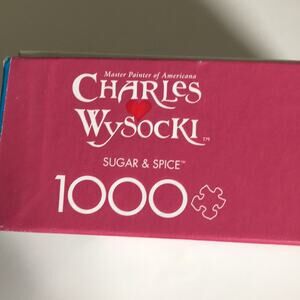 Master Painter of Americana
CHARLES
WYSOCKI™
SUGAR & SPICE™
1000